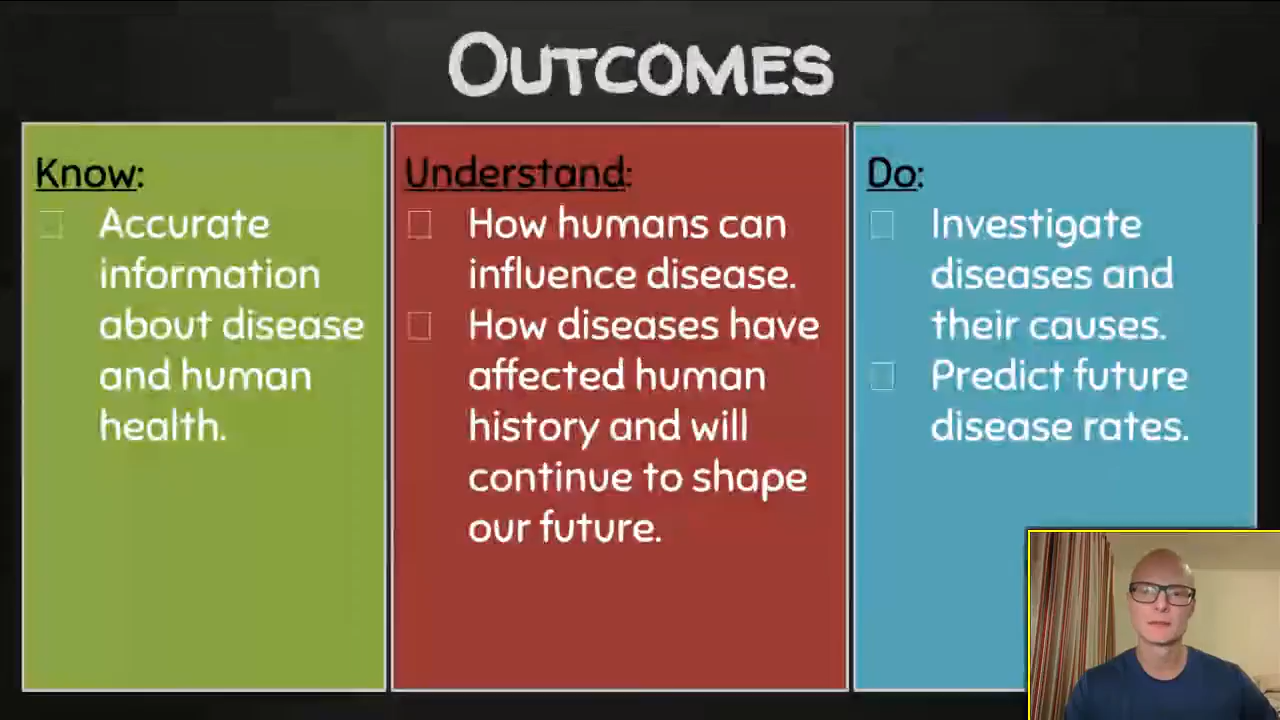 OUTCOMES
Know:
Accurate
information
about disease
and human
health.
Understand:
How humans can
influence disease.
How diseases have
affected human
history and will
continue to shape
our future.
Do:
Investigate
diseases and
their causes.
Predict future
disease rates.